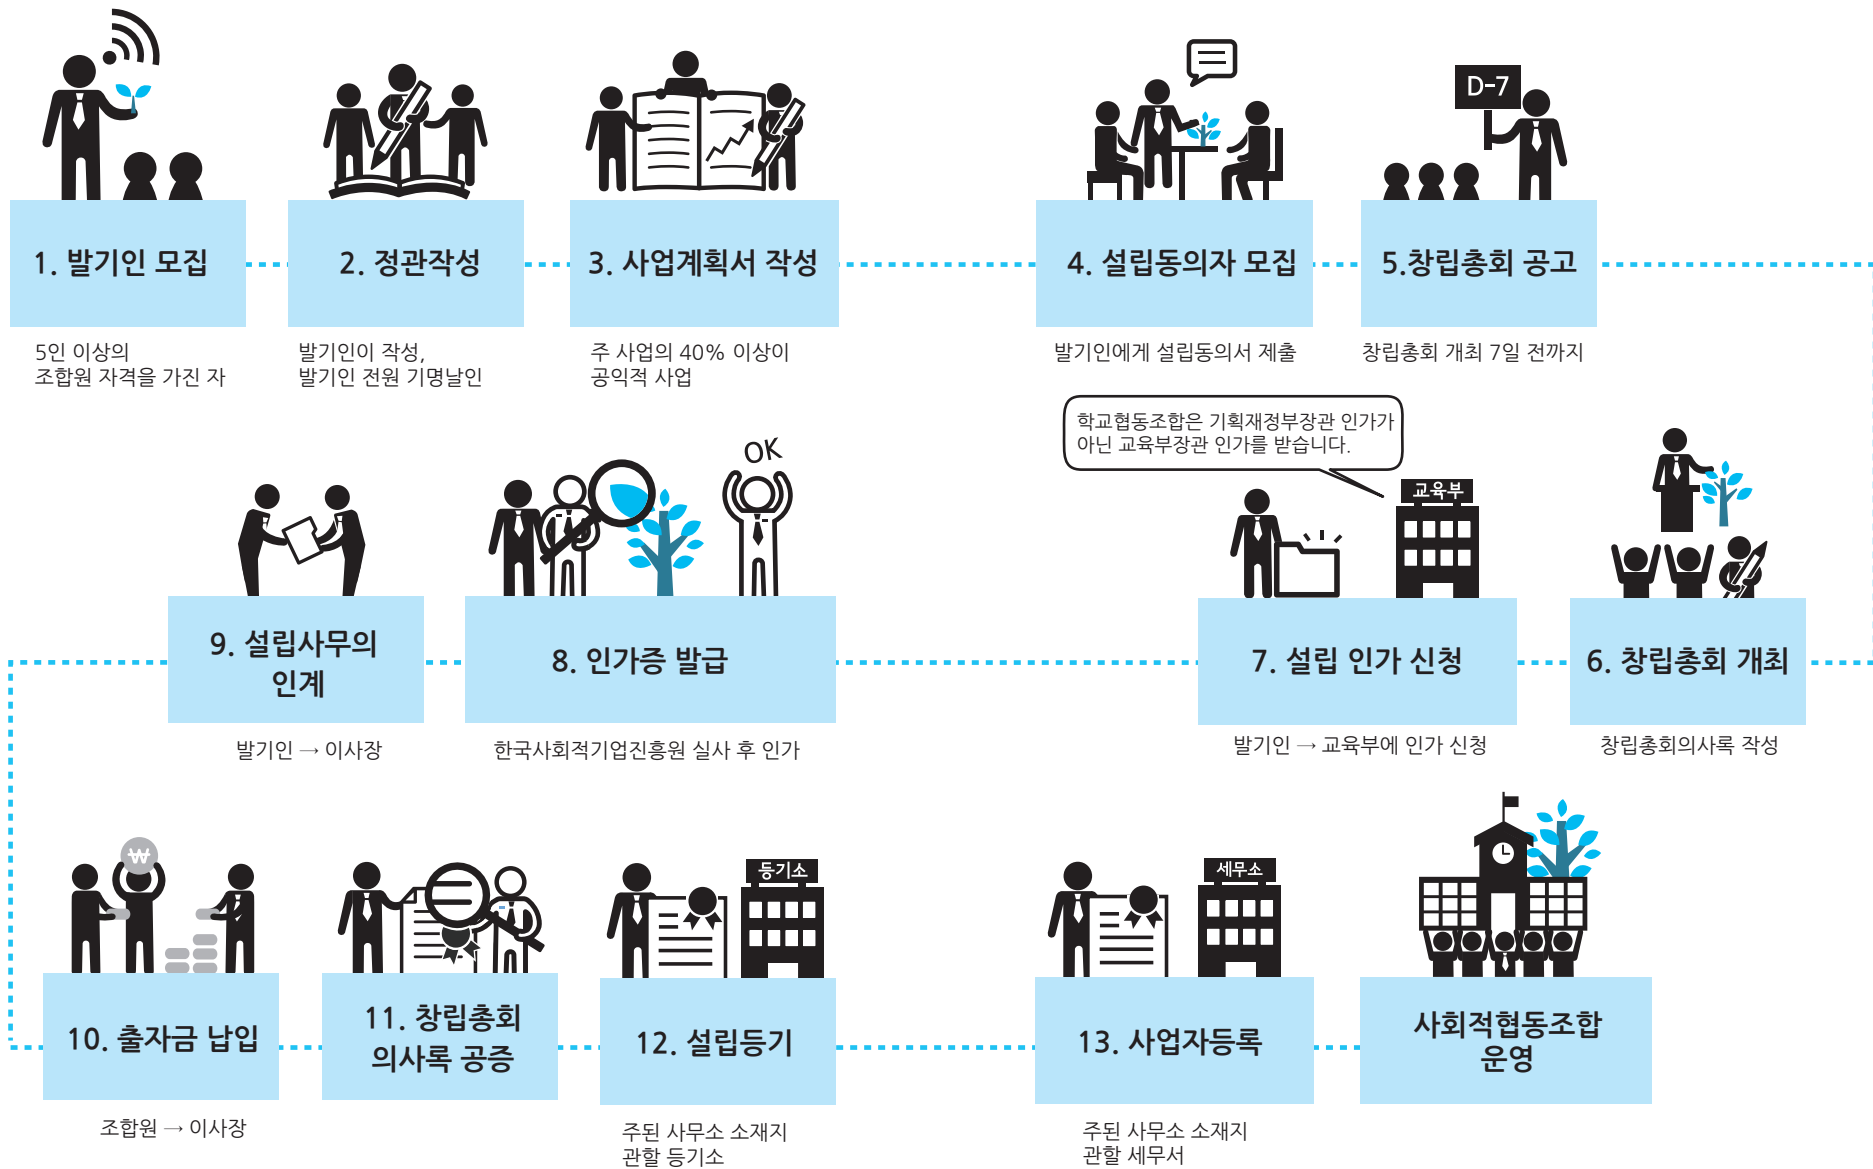 D-7
1. 발기인 모집
2. 정관작성
3. 사업계획서 작성
4. 설립동의자 모집
5.창립총회 공고
5인 이상의
조합원 자격을 가진 자
발기인이 작성,
발기인 전원 기명날인
주 사업의 40% 이상이
공익적 사업
발기인에게 설립동의서 제출
창립총회 개최 7일 전까지
학교협동조합은 기획재정부장관 인가가
아닌 교육부장관 인가를 받습니다.
교육부
6. 창립총회 개최
창립총회의사록 작성
7. 설립 인가 신청
발기인 → 교육부에 인가 신청
OK
8. 인가증 발급
한국사회적기업진흥원 실사 후 인가
9. 설립사무의
인계
발기인 → 이사장
₩
10. 출자금 납입
조합원 → 이사장
11. 창립총회
의사록 공증
등기소
12. 설립등기
주된 사무소 소재지
관할 등기소
세무소
13. 사업자등록
주된 사무소 소재지
관할 세무서
사회적협동조합
운영